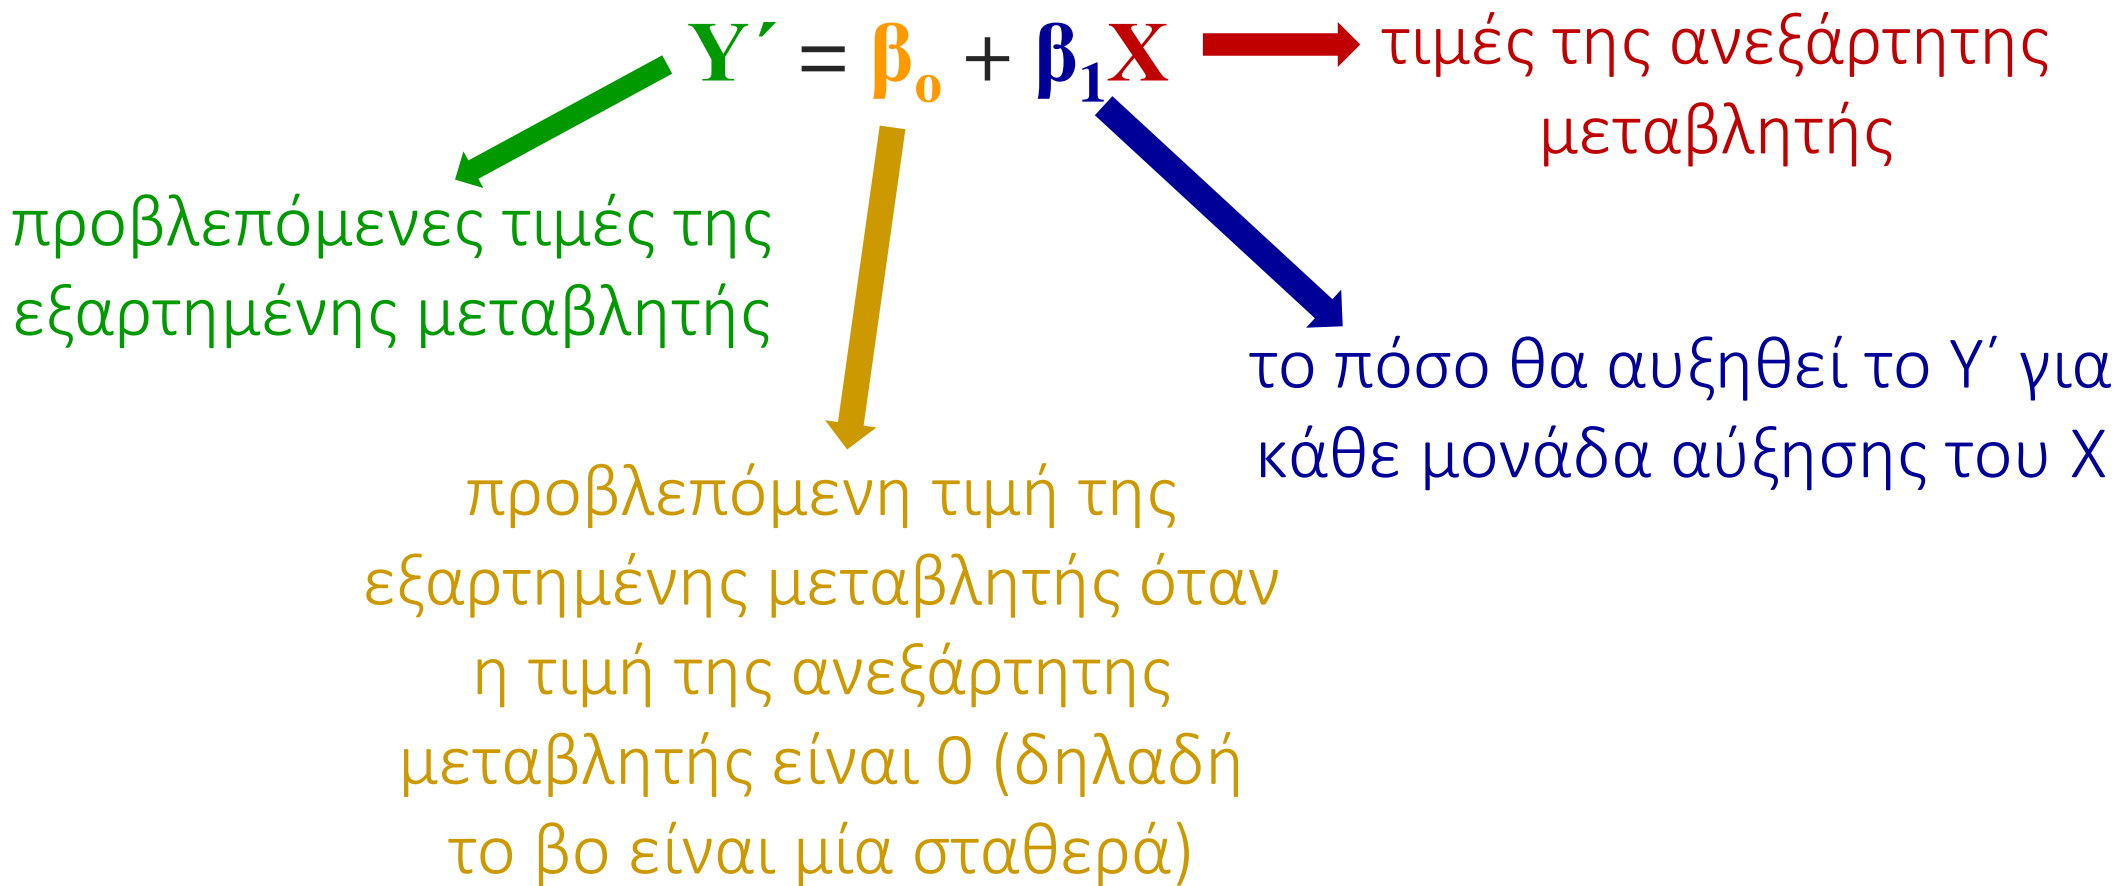 Υ΄ = βο + β1Χ
τιμές της ανεξάρτητης
μεταβλητής
προβλεπόμενες τιμές της
εξαρτημένης μεταβλητής
το πόσο θα αυξηθεί το Υ΄ για
κάθε μονάδα αύξησης του Χ
προβλεπόμενη τιμή της
εξαρτημένης μεταβλητής όταν
η τιμή της ανεξάρτητης
μεταβλητής είναι 0 (δηλαδή
το βο είναι μία σταθερά)